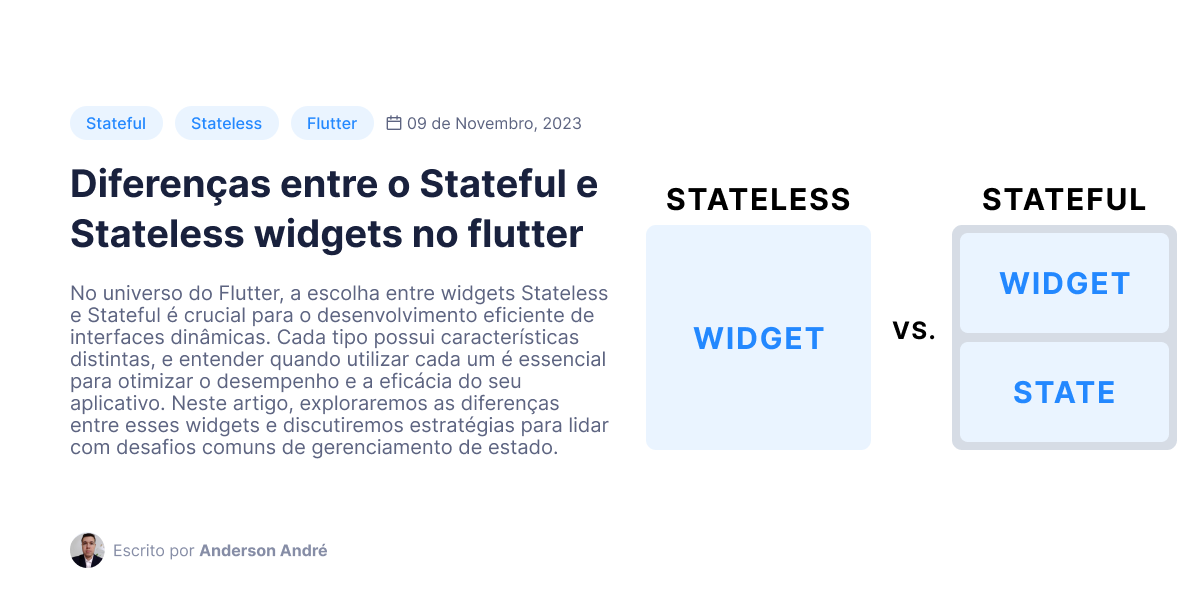 Stateful Stateless Flutter 09 de Novembro, 2023
Diferenças entre o Stateful e
Stateless widgets no flutter
No universo do Flutter, a escolha entre widgets Stateless
e Stateful é crucial para o desenvolvimento eficiente de
interfaces dinâmicas. Cada tipo possui características
distintas, e entender quando utilizar cada um é essencial
para otimizar o desempenho e a eficácia do seu
aplicativo. Neste artigo, exploraremos as diferenças
entre esses widgets e discutiremos estratégias para lidar
com desafios comuns de gerenciamento de estado.
Escrito por Anderson André
STATELESS
WIDGET
VS.
STATEFUL
WIDGET
STATE